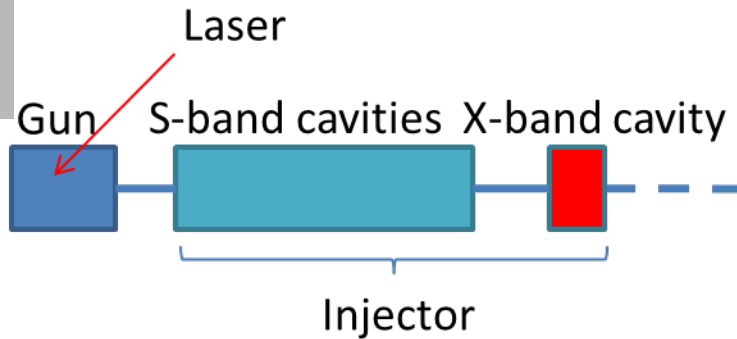 Laser
Gun
S-band cavities
X-band cavity
Injector